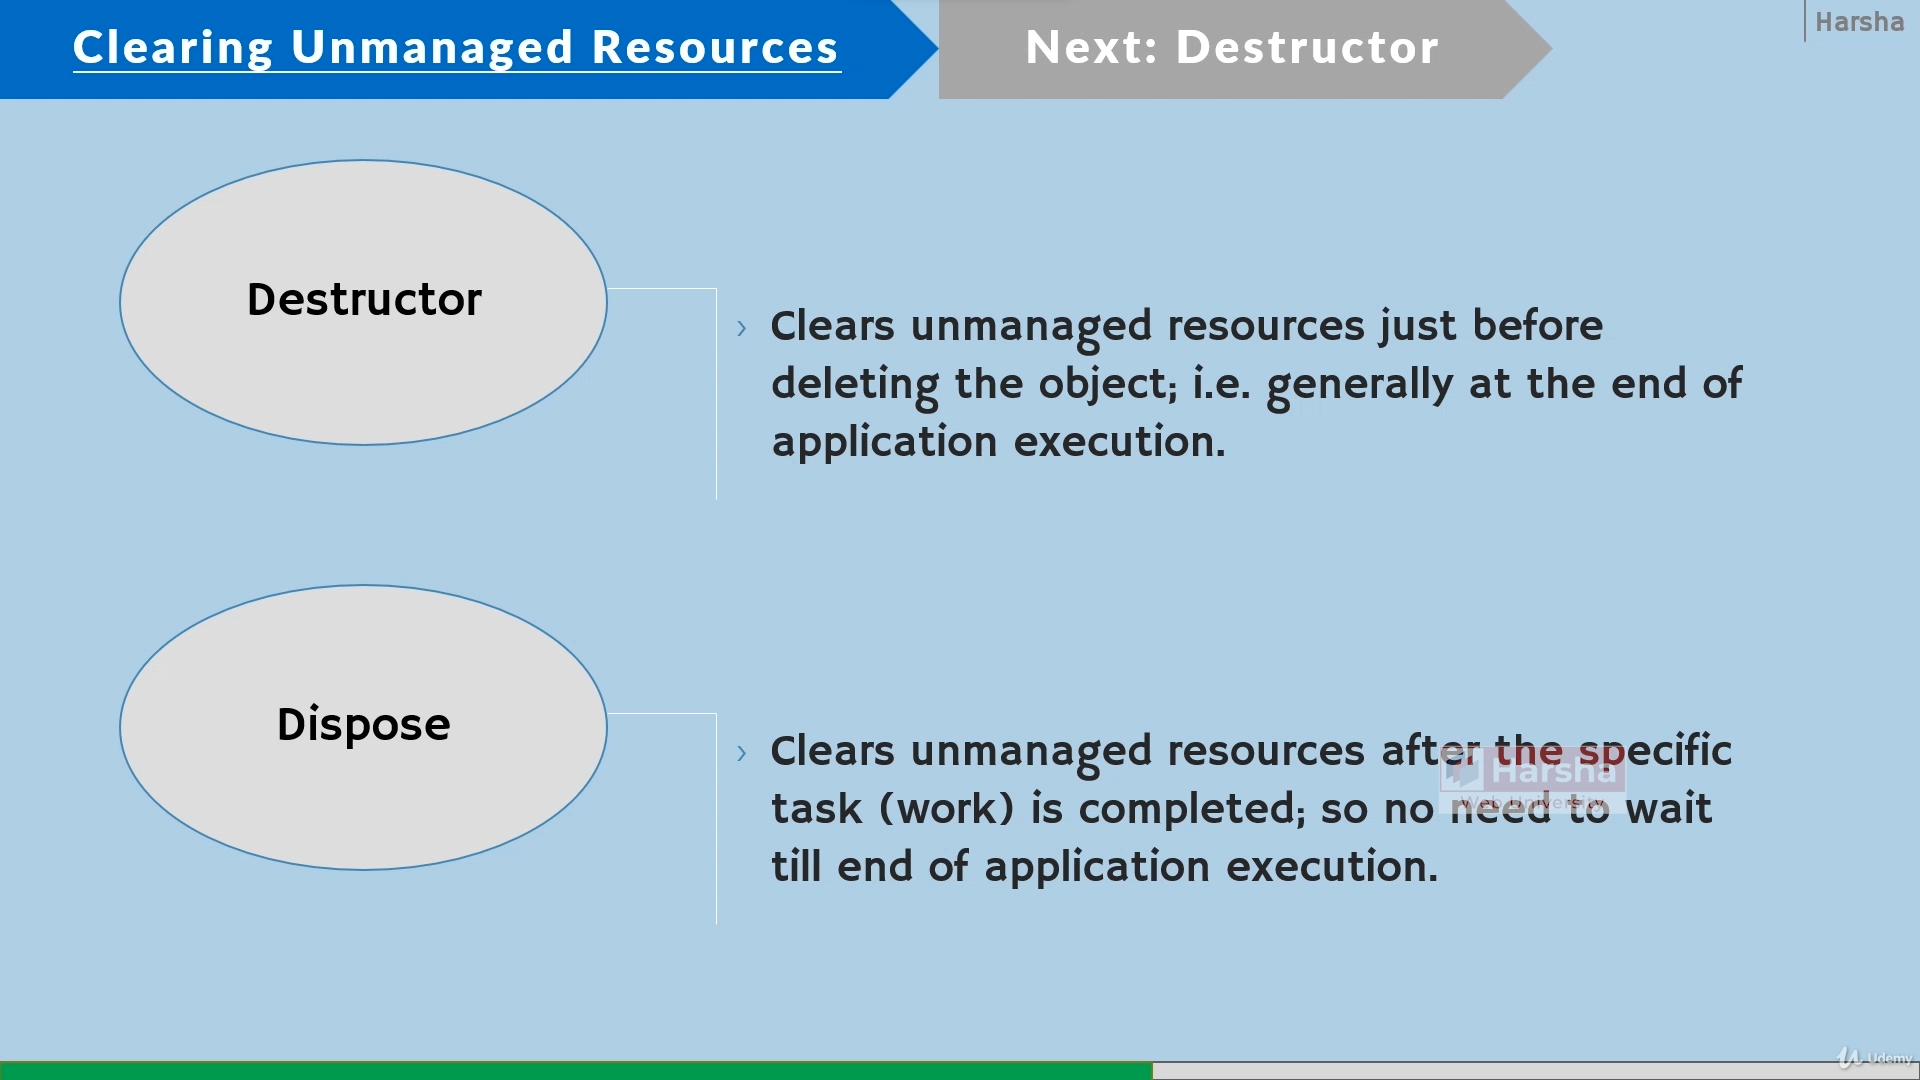 Clearing Unmanaged Resources
Next: Destructor
Harsha
Destructor
› Clears unmanaged resources just before
deleting the object; i.e. generally at the end of
application execution.
Dispose
› Clears unmanaged resources after the specific
task (work) is completed; so no need to wait
till end of application execution.
Harsha
Web University
Udemy